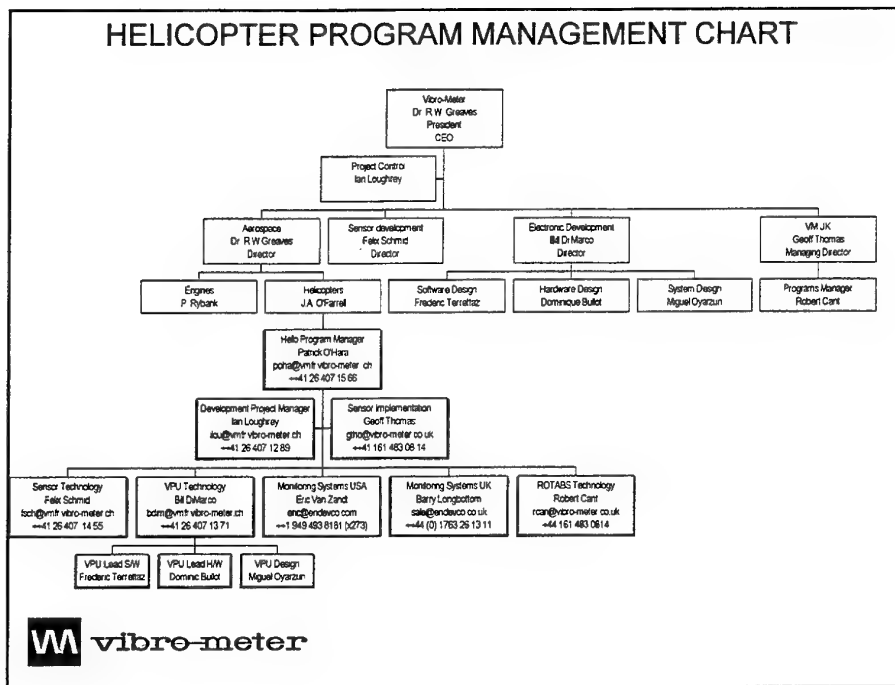 HELICOPTER PROGRAM MANAGEMENT CHART
Vibro-Meter
Dr R W Greaves
President
CEO
Project Control
Ian Loughrey
Aerospace
Dr R W Greaves
Director
Sensor development
Felix Schmid
Director
Electronic Development
Bill Di Marco
Director
VM UK
Geoff Thomas
Managing Director
Engines
P. Rybank
Helicopters
J.A. O'Farrell
Software Design
Frederic Terrettaz
Hardware Design
Dominique Bullot
System Design
Miguel Oyarzun
Programs Manager
Robert Cant
Helo Program Manager
Patrick O'Hara
poha@vmfr vibro-meter ch
++41 26 407 15 66
Development Project Manager
Ian Loughrey
ilou@vmfr vibro-meter.ch
++41 26 407 12 89
Sensor implementation
Geoff Thomas
gtho@vibro-meter co uk
++41 161 483 08 14
Sensor Technology
Felix Schmid
fsch@vmfr vibro-meter.ch
++41 26 407 14 55
VPU Technology
Bill DiMarco
bdim@vmfr vibro-meter.ch
++41 26 407 13 71
Monitoring Systems USA
Eric Van Zandt
eric@endevco.com
++1 949 493 8181 (x273)
Monitoring Systems UK
Barry Longbottom
sale@endevco co uk
++44 (0) 1763 26 13 11
ROTABS Technology
Robert Cant
rcan@vibro-meter co.uk
++44 161 483 0814
VPU Lead S/W
Frederic Terrettaz
VPU Lead H/W
Dominic Bullot
VPU Design
Miguel Oyarzun
VM vibro-meter